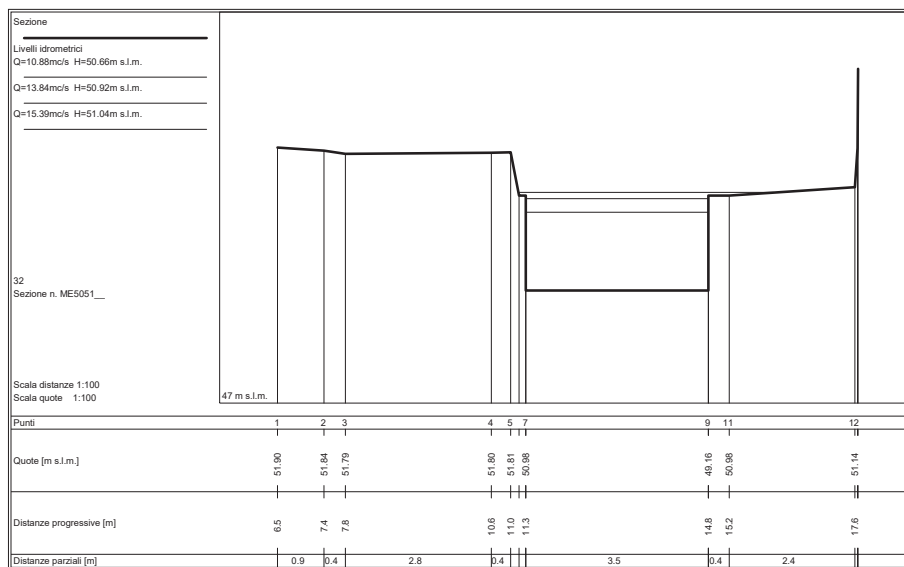 Sezione
Livelli idrometrici
Q=10.88mc/s H=50.66m s.l.m.
Q=13.84mc/s H=50.92m s.l.m.
Q=15.39mc/s H=51.04m s.l.m.
32
Sezione n. ME5051__
Scala distanze 1:100
Scala quote 1:100
47 m s.l.m.
Punti 1 2 3 4 5 7 9 11 12
Quote [m s.l.m.] 51.90 51.84 51.79 51.80 51.81 50.98 49.16 50.98 51.14
Distanze progressive [m] 6.5 7.4 7.8 10.6 11.0 11.3 14.8 15.2 17.6
Distanze parziali [m] 0.9 0.4 2.8 0.4 3.5 0.4 2.4